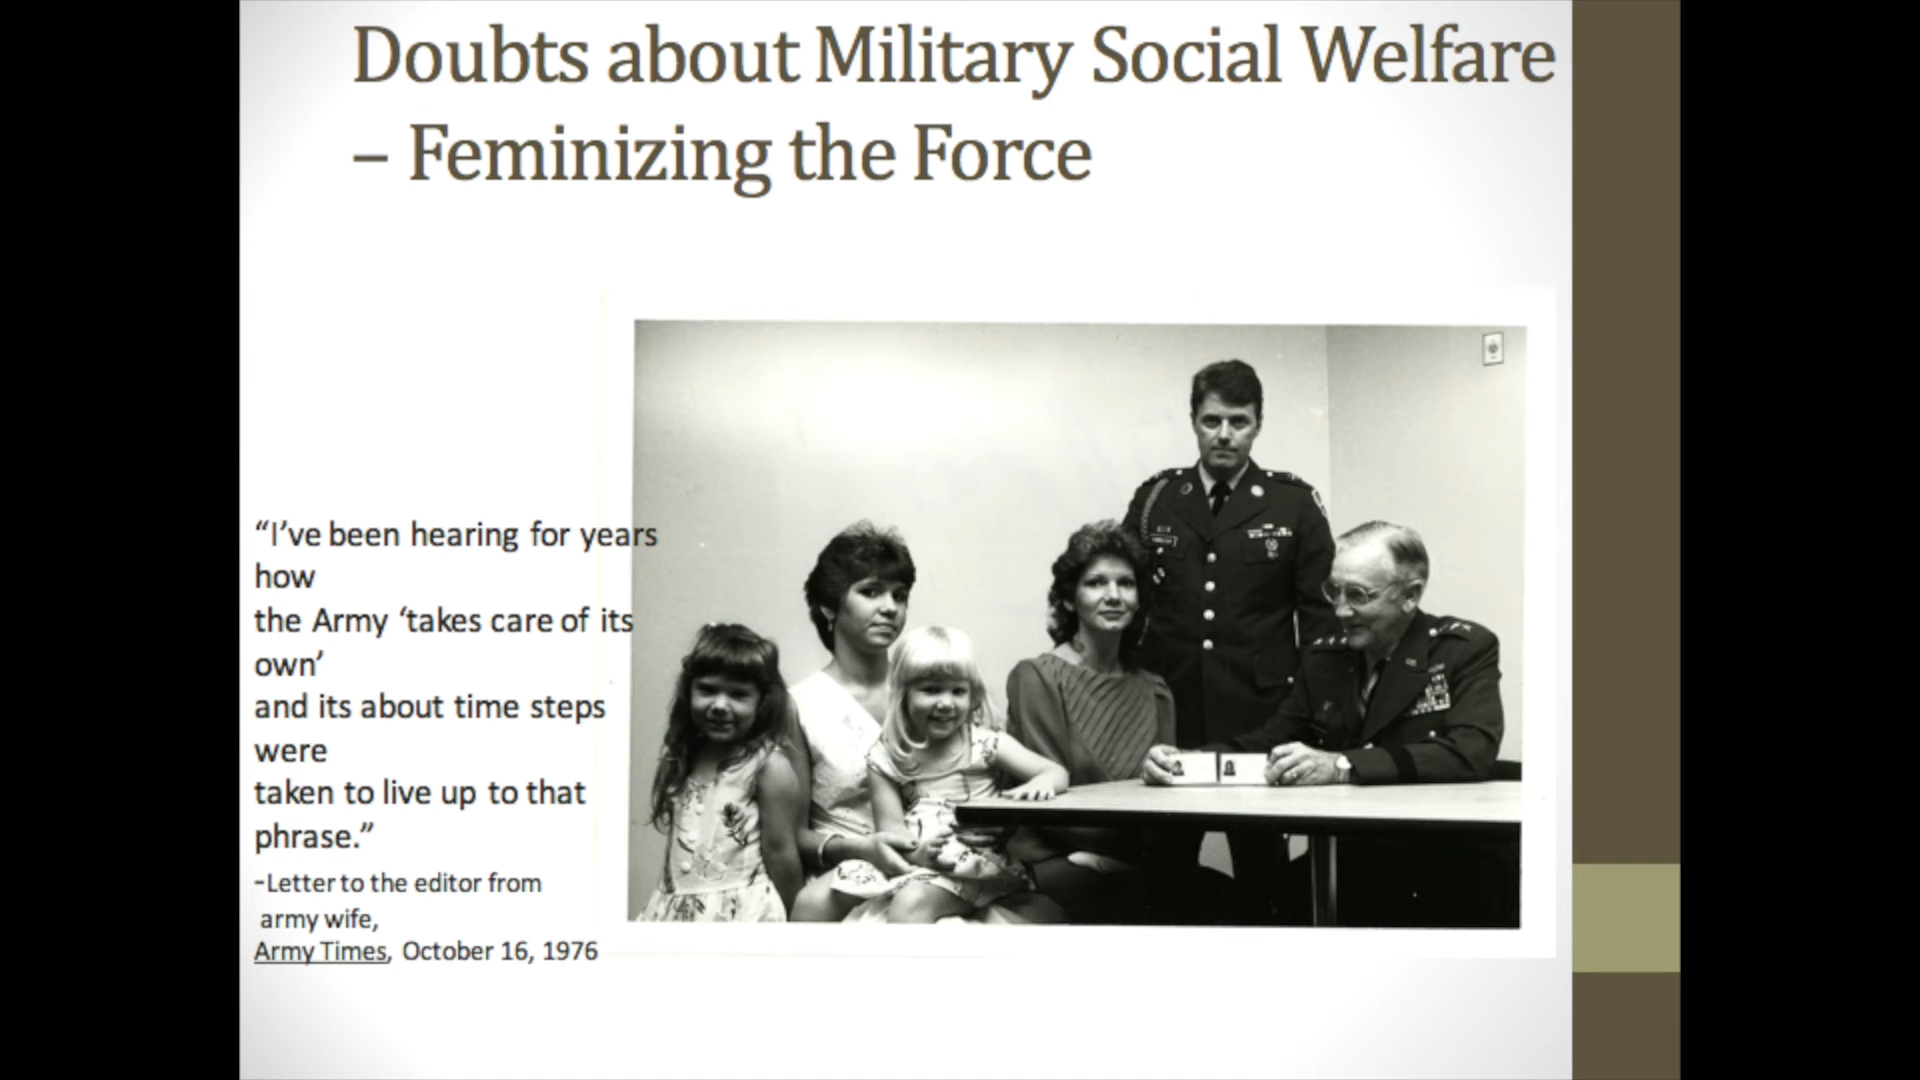 Doubts about Military Social Welfare
– Feminizing the Force
“I’ve been hearing for years
how
the Army ‘takes care of its
own’
and its about time steps
were
taken to live up to that
phrase.”
-Letter to the editor from
army wife,
Army Times, October 16, 1976